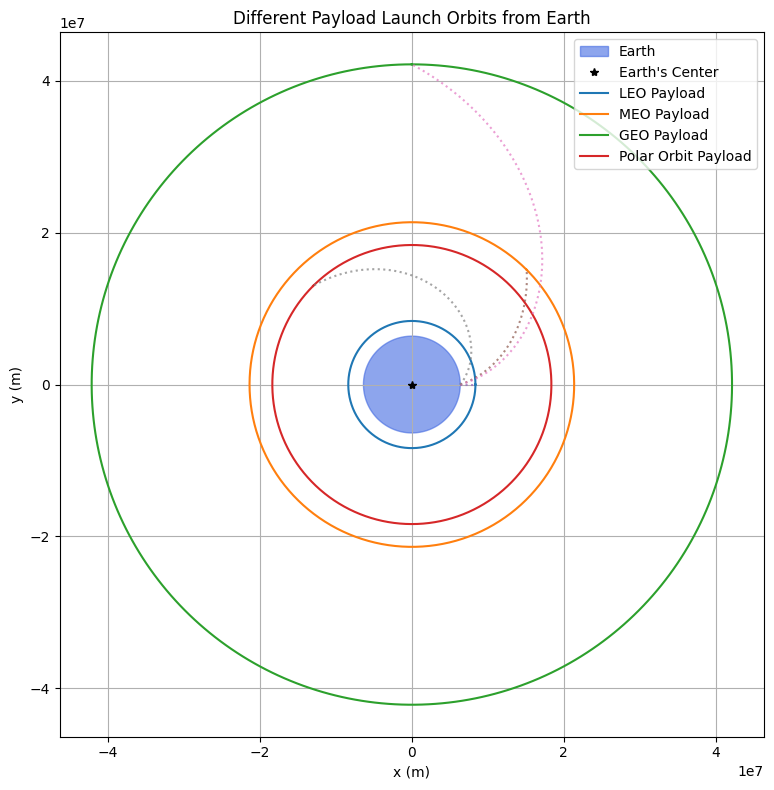 Different Payload Launch Orbits from Earth
1e7
Earth
Earth's Center
LEO Payload
MEO Payload
GEO Payload
Polar Orbit Payload
4
2
0
−2
−4
y (m)
−4 −2 0 2 4
x (m)
1e7